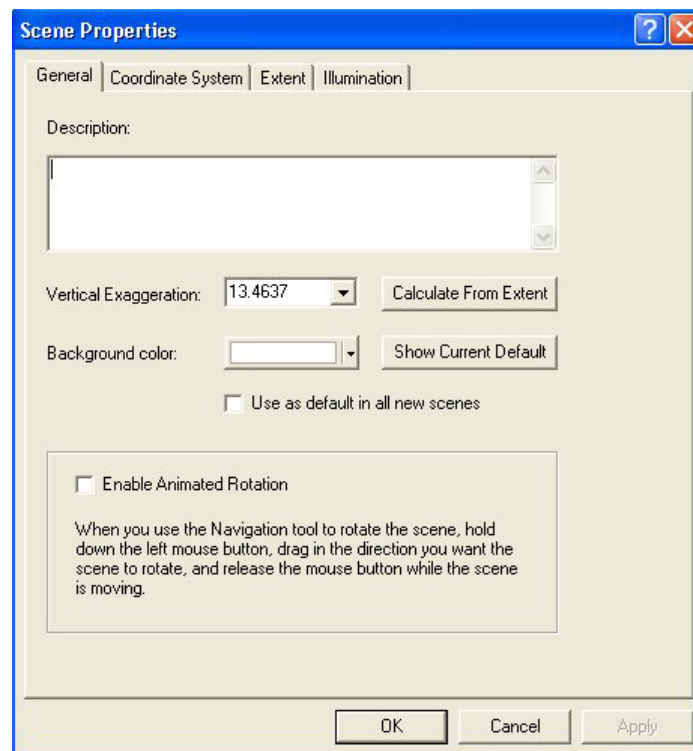 Scene Properties
General Coordinate System Extent Illumination
Description:
Vertical Exaggeration: 13.4637 Calculate From Extent
Background color: Show Current Default
Use as default in all new scenes
Enable Animated Rotation
When you use the Navigation tool to rotate the scene, hold
down the left mouse button, drag in the direction you want the
scene to rotate, and release the mouse button while the scene
is moving.
OK Cancel Apply